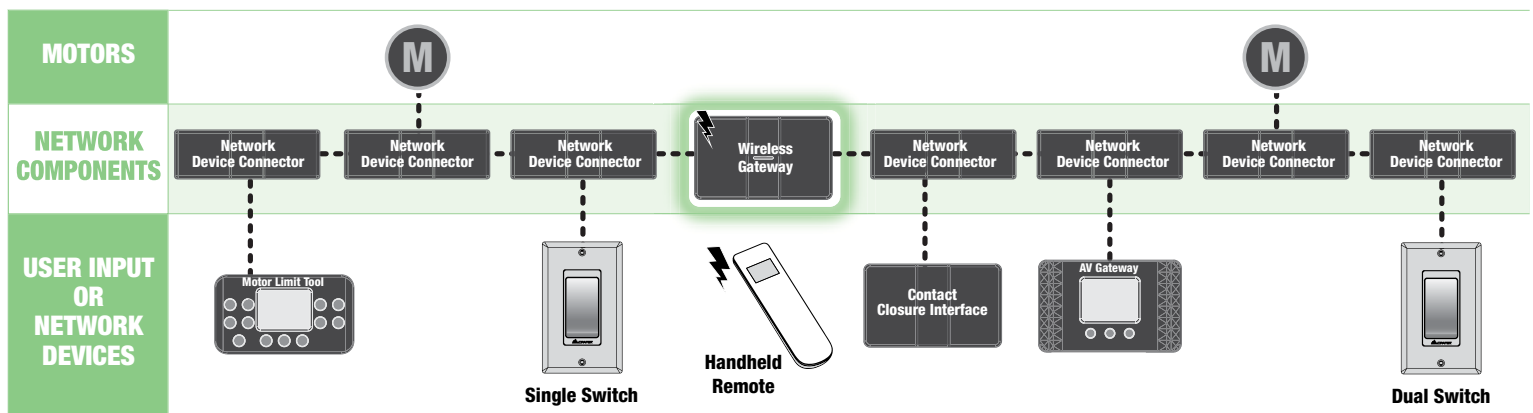 MOTORS
M
M
NETWORK
COMPONENTS
Network
Device Connector
Network
Device Connector
Network
Device Connector
Wireless
Gateway
Network
Device Connector
Network
Device Connector
Network
Device Connector
Network
Device Connector
USER INPUT
OR
NETWORK
DEVICES
Motor Limit Tool
Single Switch
Handheld
Remote
Contact
Closure Interface
AV Gateway
Dual Switch